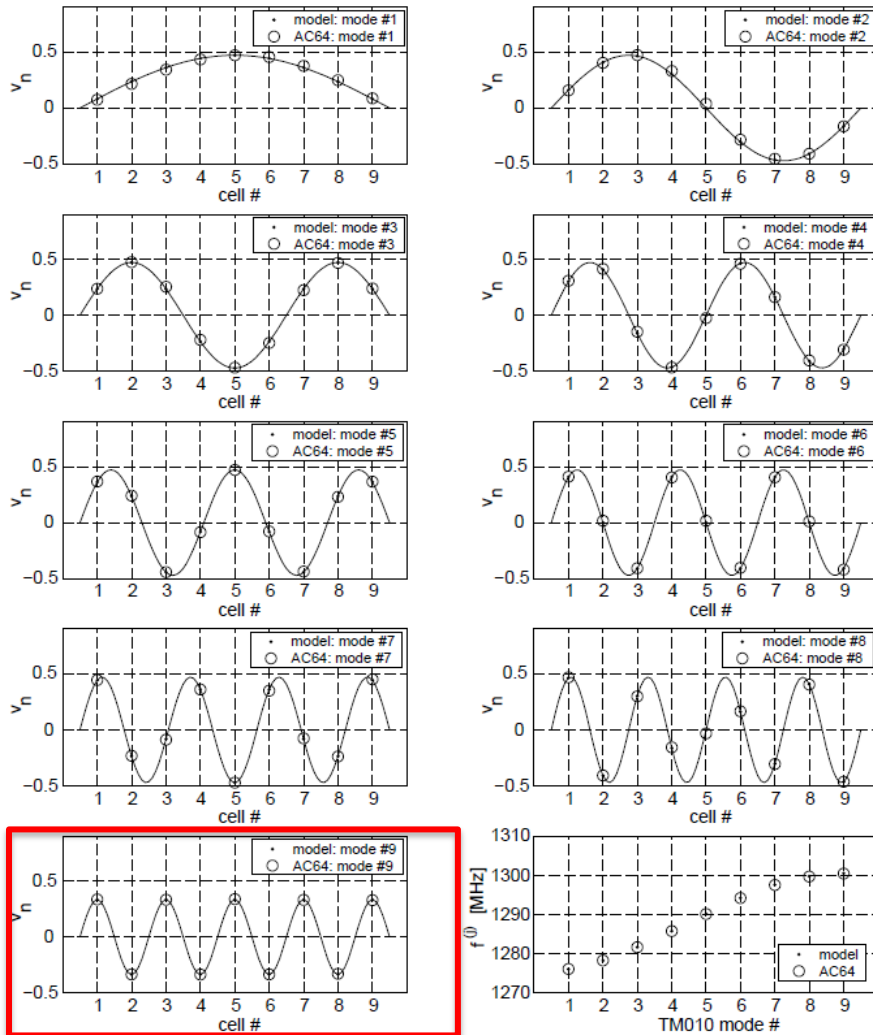 model: mode #1
AC64: mode #1
0.5
0
−0.5
v_n
1 2 3 4 5 6 7 8 9
cell #
model: mode #2
AC64: mode #2
0.5
0
−0.5
v_n
1 2 3 4 5 6 7 8 9
cell #
model: mode #3
AC64: mode #3
0.5
0
−0.5
v_n
1 2 3 4 5 6 7 8 9
cell #
model: mode #4
AC64: mode #4
0.5
0
−0.5
v_n
1 2 3 4 5 6 7 8 9
cell #
model: mode #5
AC64: mode #5
0.5
0
−0.5
v_n
1 2 3 4 5 6 7 8 9
cell #
model: mode #6
AC64: mode #6
0.5
0
−0.5
v_n
1 2 3 4 5 6 7 8 9
cell #
model: mode #7
AC64: mode #7
0.5
0
−0.5
v_n
1 2 3 4 5 6 7 8 9
cell #
model: mode #8
AC64: mode #8
0.5
0
−0.5
v_n
1 2 3 4 5 6 7 8 9
cell #
model: mode #9
AC64: mode #9
0.5
0
−0.5
v_n
1 2 3 4 5 6 7 8 9
cell #
1310
1300
1290
1280
1270
f^(j) [MHz]
model
AC64
1 2 3 4 5 6 7 8 9
TM010 mode #